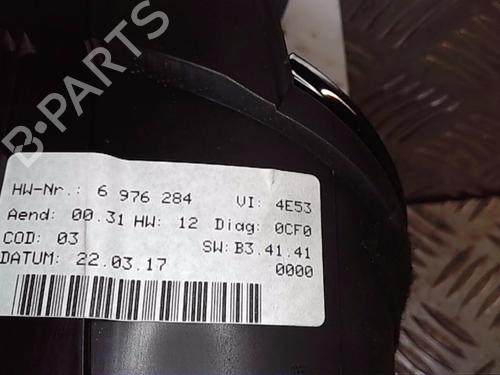 B-PARTS
HW-Nr.: 6 976 284 VI: 4E53
Aend: 00.31 HW: 12 Diag: 0CF0
COD: 03 SW: B3.41.41
DATUM: 22.03.17 0000